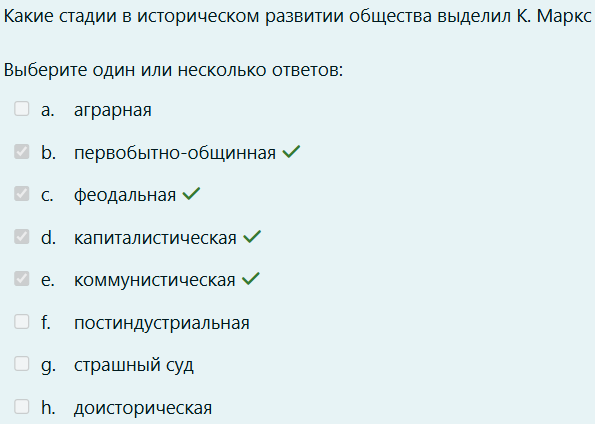 Какие стадии в историческом развитии общества выделил К. Маркс
Выберите один или несколько ответов:
a. аграрная
b. первобытно-общинная
c. феодальная
d. капиталистическая
e. коммунистическая
f. постиндустриальная
g. страшный суд
h. доисторическая